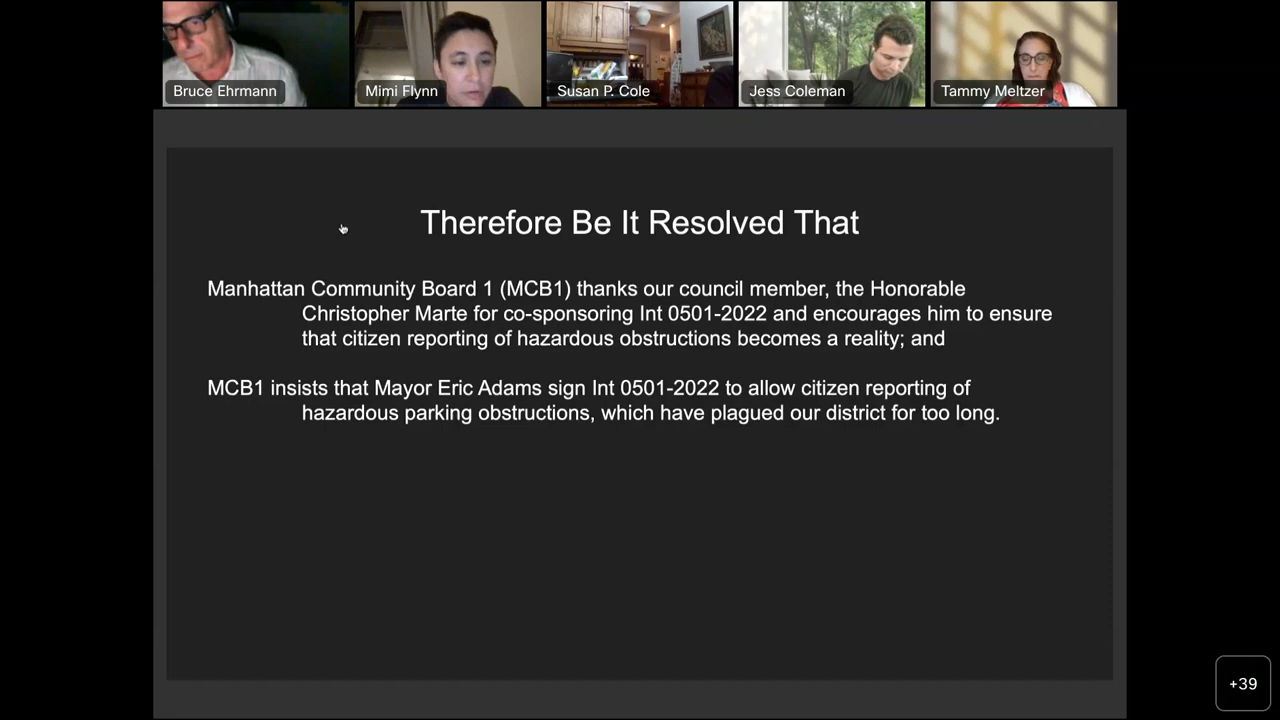 Bruce Ehrmann
Mimi Flynn
Susan P. Cole
Jess Coleman
Tammy Meltzer
Therefore Be It Resolved That
Manhattan Community Board 1 (MCB1) thanks our council member, the Honorable
Christopher Marte for co-sponsoring Int 0501-2022 and encourages him to ensure
that citizen reporting of hazardous obstructions becomes a reality; and
MCB1 insists that Mayor Eric Adams sign Int 0501-2022 to allow citizen reporting of
hazardous parking obstructions, which have plagued our district for too long.
+39